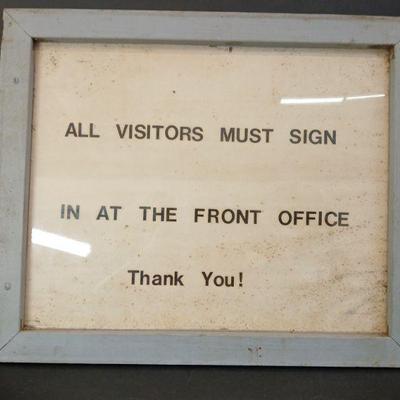 ALL VISITORS MUST SIGN
IN AT THE FRONT OFFICE
Thank You!